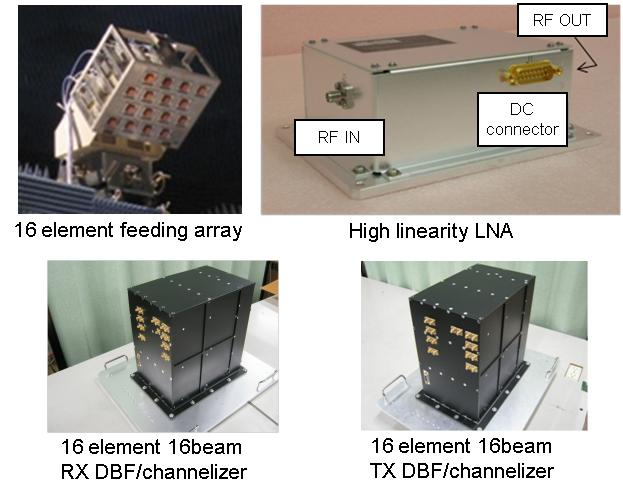 RF OUT
RF IN
DC
connector
16 element feeding array
High linearity LNA
16 element 16beam
RX DBF/channelizer
16 element 16beam
TX DBF/channelizer